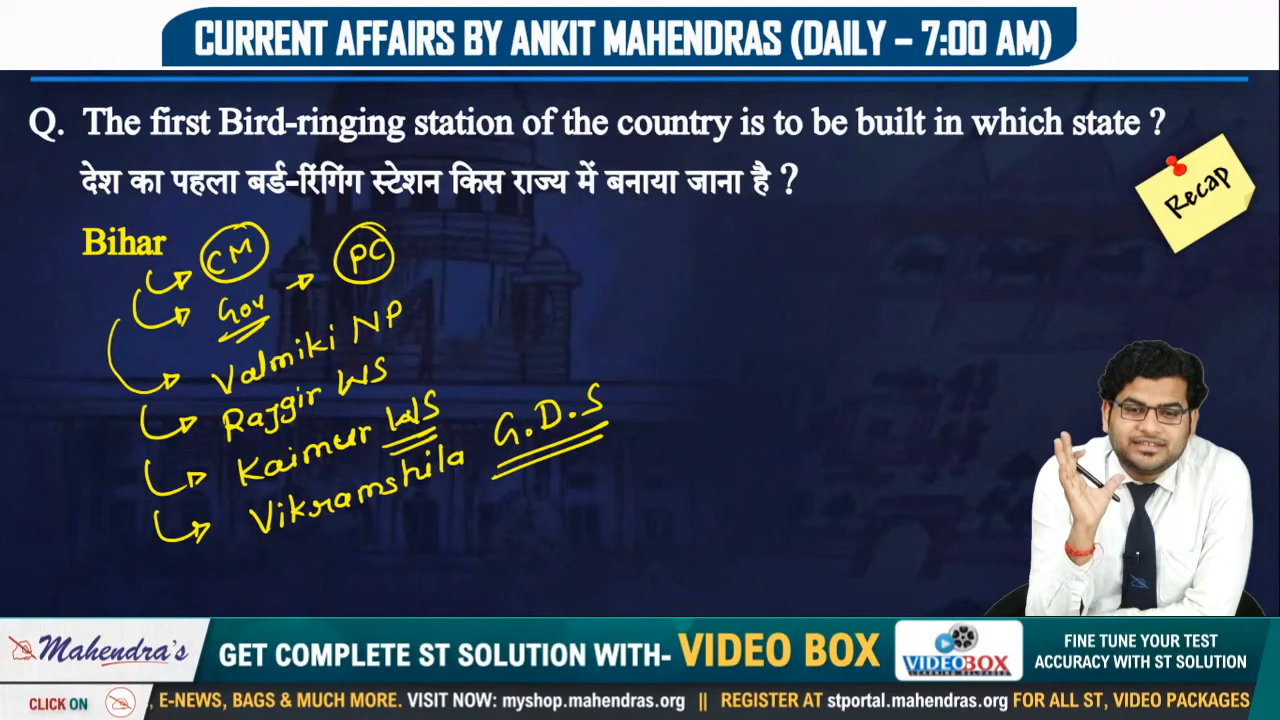 CURRENT AFFAIRS BY ANKIT MAHENDRAS (DAILY – 7:00 AM)
Q. The first Bird-ringing station of the country is to be built in which state ?
देश का पहला बर्ड-रिंगिंग स्टेशन किस राज्य में बनाया जाना है ?
Recap
Bihar
CM
PC
Gov
Valmiki NP
Rajgir WS
Kaimur WS
Vikramshila G.D.S
Mahendra's
GET COMPLETE ST SOLUTION WITH- VIDEO BOX
VIDEOBOX
LEARNING RELOADED
FINE TUNE YOUR TEST
ACCURACY WITH ST SOLUTION
CLICK ON
, E-NEWS, BAGS & MUCH MORE. VISIT NOW: myshop.mahendras.org || REGISTER AT stportal.mahendras.org FOR ALL ST, VIDEO PACKAGES